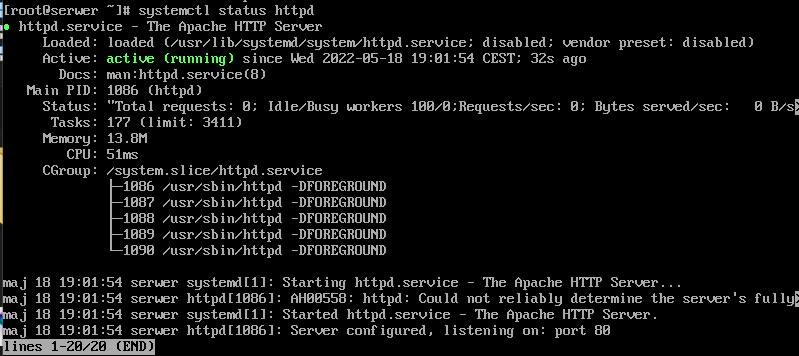 [root@serwer ~]# systemctl status httpd
● httpd.service - The Apache HTTP Server
Loaded: loaded (/usr/lib/systemd/system/httpd.service; disabled; vendor preset: disabled)
Active: active (running) since Wed 2022-05-18 19:01:54 CEST; 32s ago
Docs: man:httpd.service(8)
Main PID: 1086 (httpd)
Status: "Total requests: 0; Idle/Busy workers 100/0;Requests/sec: 0; Bytes served/sec:   0 B/s>
Tasks: 177 (limit: 3411)
Memory: 13.8M
CPU: 51ms
CGroup: /system.slice/httpd.service
├─1086 /usr/sbin/httpd -DFOREGROUND
├─1087 /usr/sbin/httpd -DFOREGROUND
├─1088 /usr/sbin/httpd -DFOREGROUND
├─1089 /usr/sbin/httpd -DFOREGROUND
└─1090 /usr/sbin/httpd -DFOREGROUND
maj 18 19:01:54 serwer systemd[1]: Starting httpd.service - The Apache HTTP Server...
maj 18 19:01:54 serwer httpd[1086]: AH00558: httpd: Could not reliably determine the server's fully>
maj 18 19:01:54 serwer systemd[1]: Started httpd.service - The Apache HTTP Server.
maj 18 19:01:54 serwer httpd[1086]: Server configured, listening on: port 80
lines 1-20/20 (END)